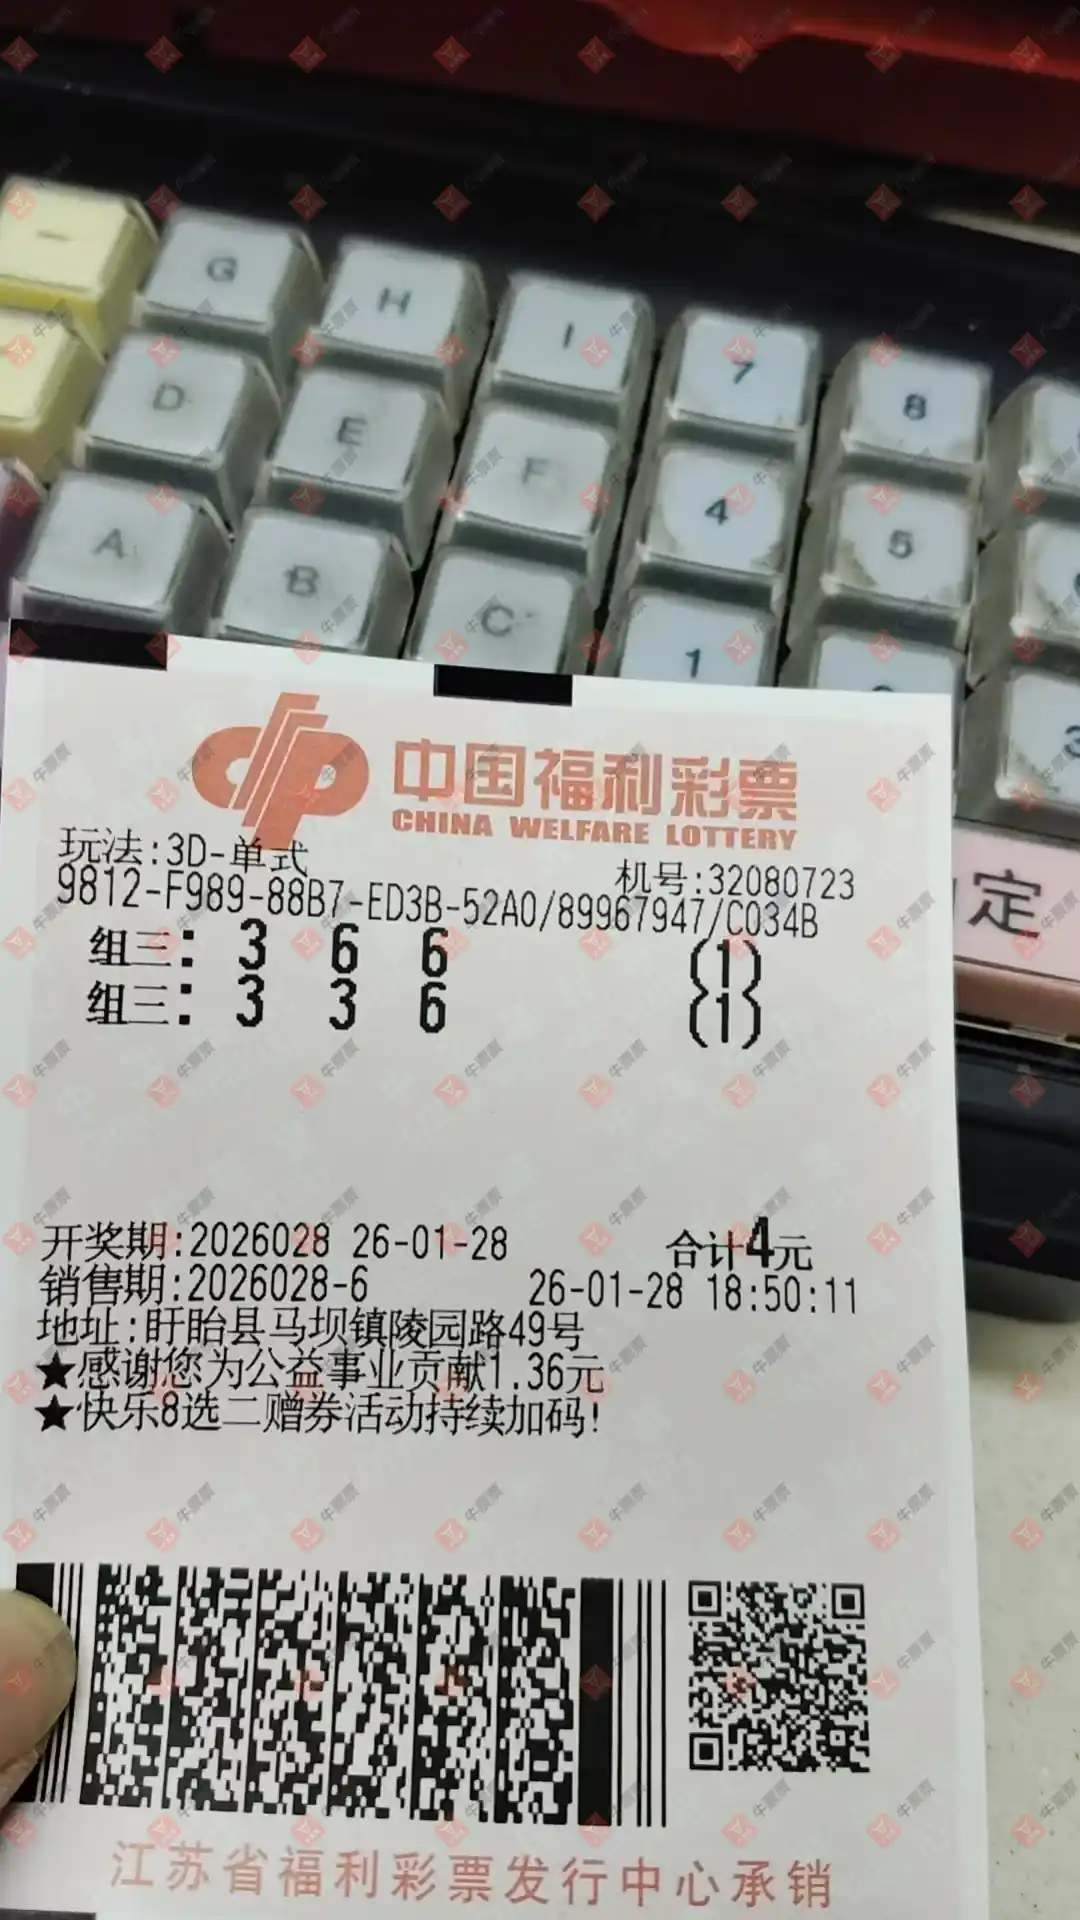 G H I 7 8
D E F 4 5
A B C 1
3
定
中国福利彩票
CHINA WELFARE LOTTERY
玩法:3D-单式
机号:32080723
9812-F989-88B7-ED3B-52A0/89967947/C034B
组三: 3 6 6 (1)
组三: 3 3 6 (1)
开奖期:2026028 26-01-28 合计4元
销售期:2026028-6 26-01-28 18:50:11
地址:盱眙县马坝镇陵园路49号
★感谢您为公益事业贡献1.36元
★快乐8选二赠券活动持续加码!
江苏省福利彩票发行中心承销
牛票票